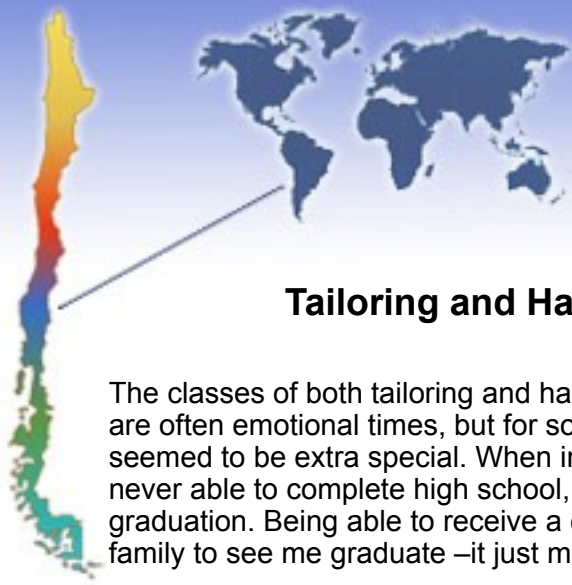 Tailoring and Ha
The classes of both tailoring and ha
are often emotional times, but for so
seemed to be extra special. When i
never able to complete high school,
graduation. Being able to receive a
family to see me graduate –it just m